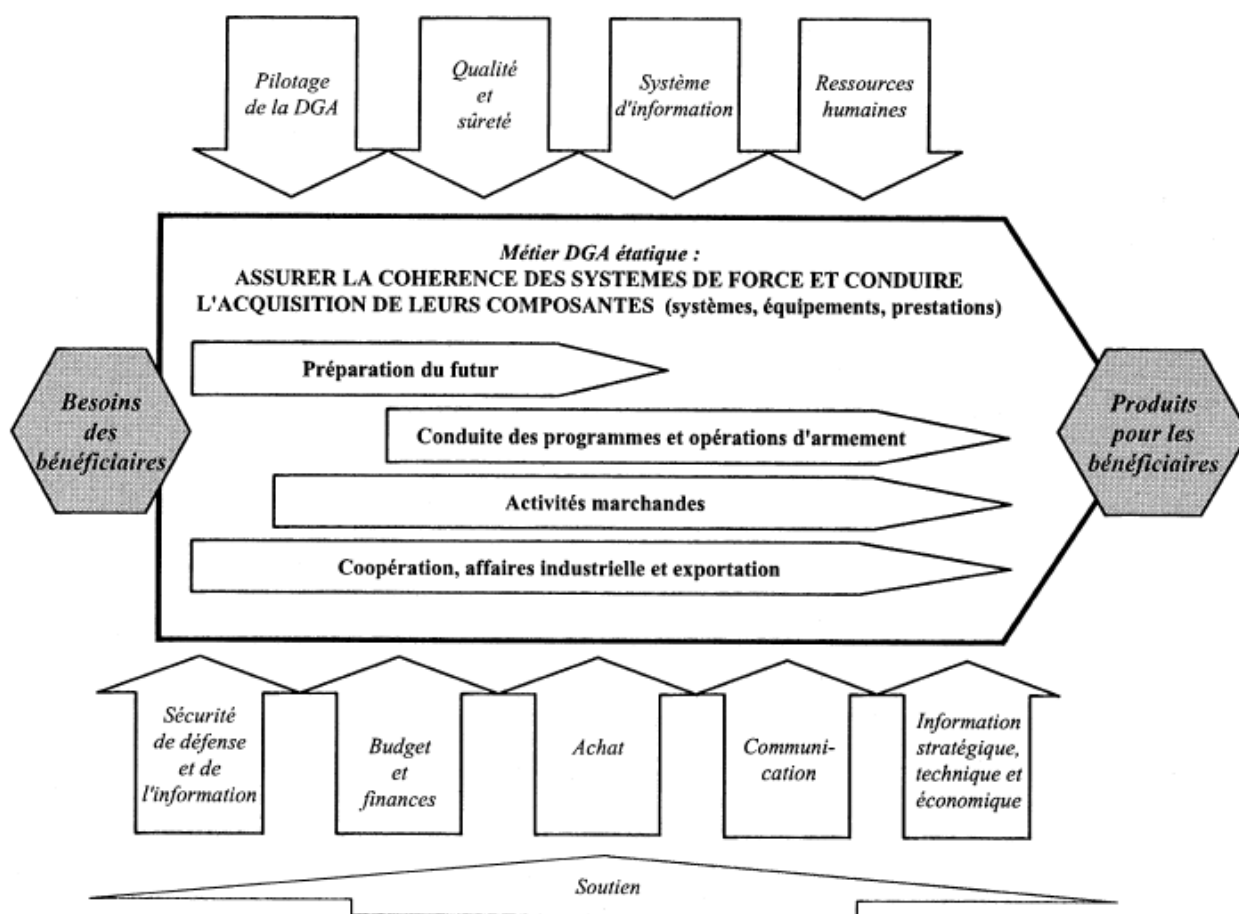 Pilotage
de la DGA
Qualité
et
sûreté
Système
d'information
Ressources
humaines
Métier DGA étatique :
ASSURER LA COHERENCE DES SYSTEMES DE FORCE ET CONDUIRE
L'ACQUISITION DE LEURS COMPOSANTES (systèmes, équipements, prestations)
Préparation du futur
Besoins
des
bénéficiaires
Conduite des programmes et opérations d'armement
Produits
pour les
bénéficiaires
Activités marchandes
Coopération, affaires industrielle et exportation
Sécurité
de défense
et de
l'information
Budget
et
finances
Achat
Communi-
cation
Information
stratégique,
technique et
économique
Soutien